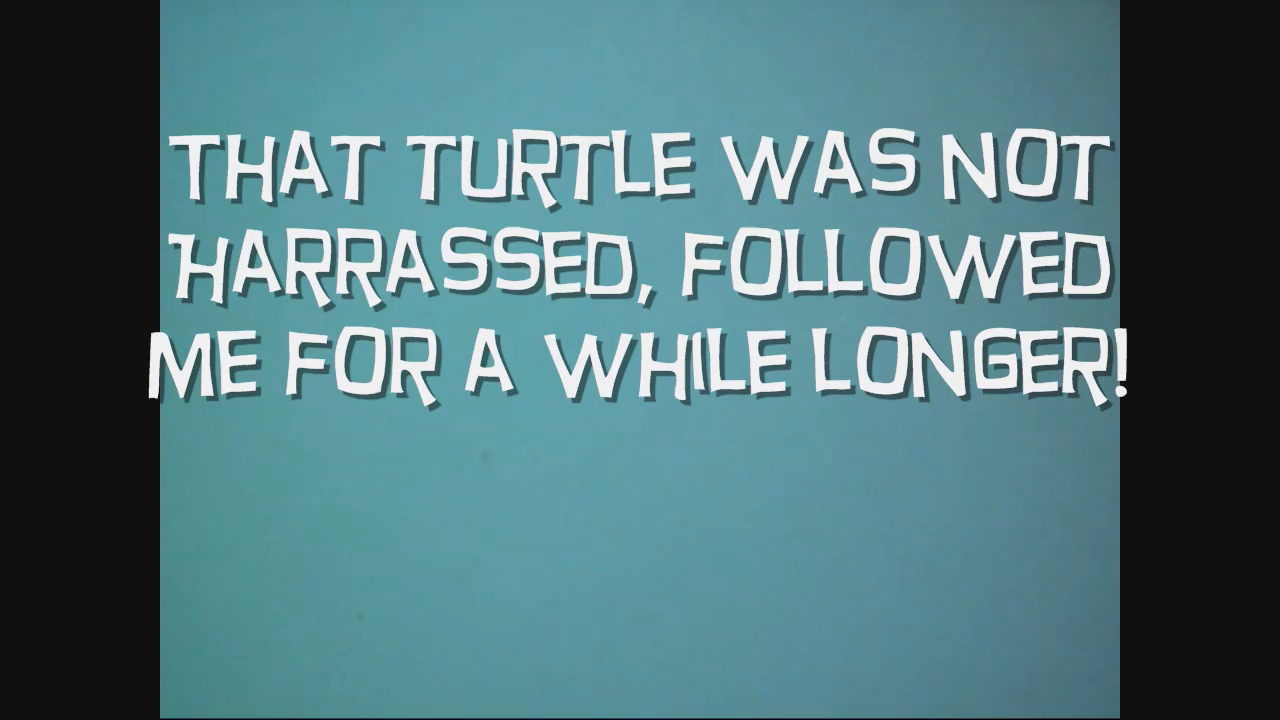 THAT TURTLE WAS NOT
HARRASSED, FOLLOWED
ME FOR A WHILE LONGER!